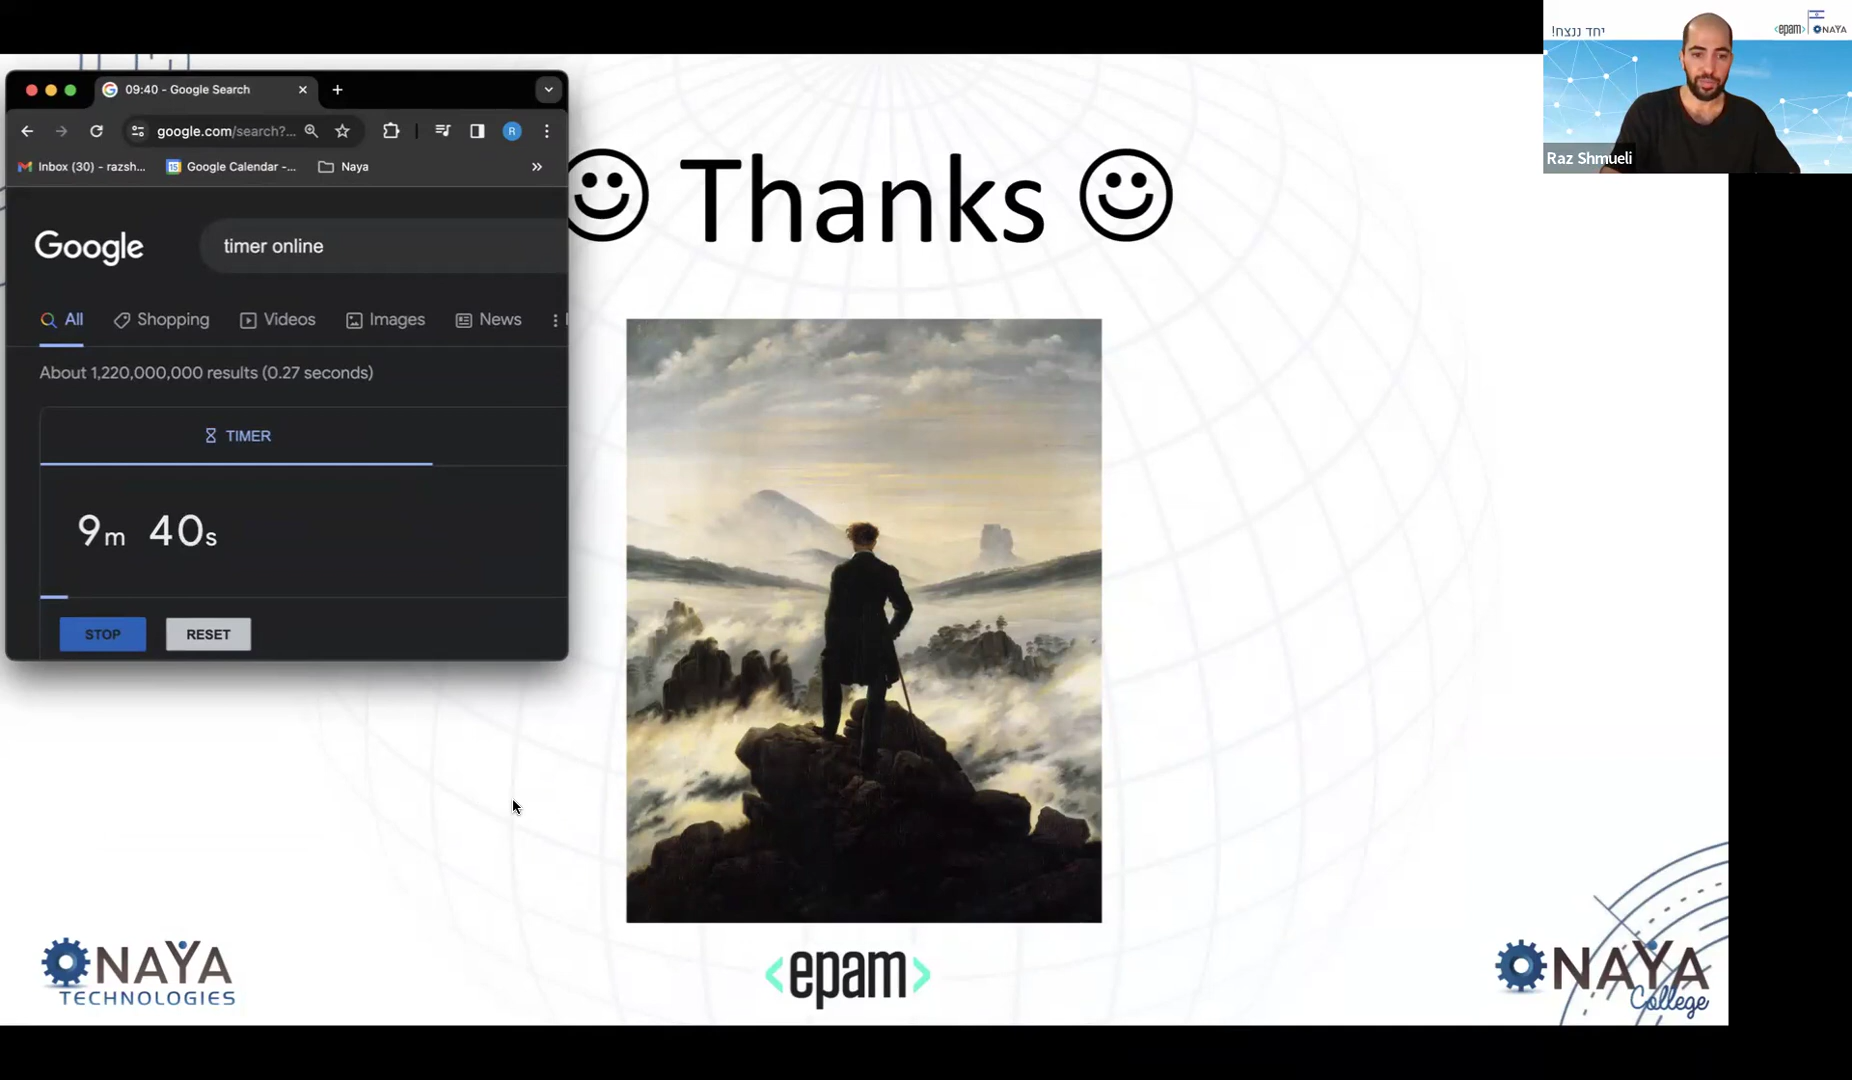 09:40 - Google Search
google.com/search?...
R
Inbox (30) - razsh...
Google Calendar -...
Naya
Google
timer online
All
Shopping
Videos
Images
News
About 1,220,000,000 results (0.27 seconds)
TIMER
9m 40s
STOP
RESET
Thanks
יחד ננצח!
<epam>
NAYA
Raz Shmueli
NAYA
TECHNOLOGIES
<epam>
NAYA
College